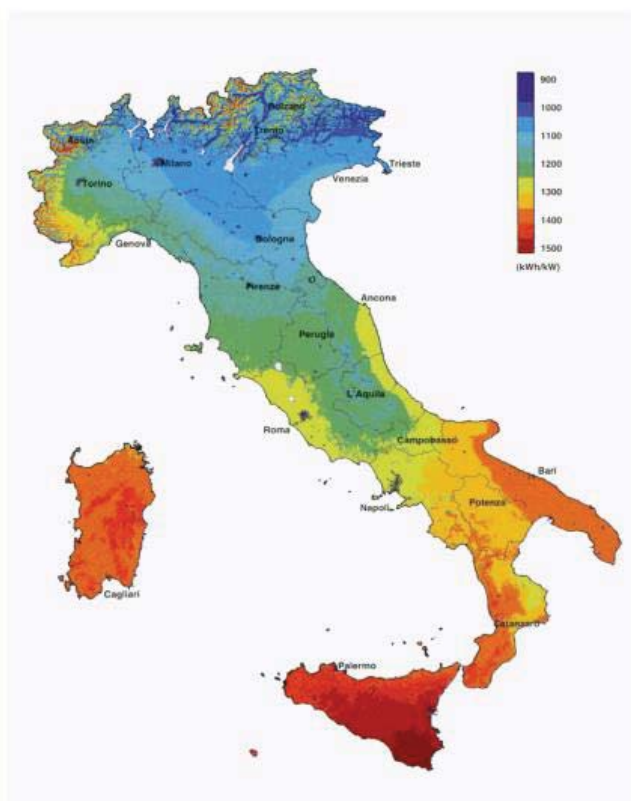 900
1000
1100
1200
1300
1400
1500
(kWh/kW)
Bolzano
Trento
Aosta
Milano
Trieste
Torino
Venezia
Genova
Bologna
Firenze
Ancona
Perugia
L'Aquila
Roma
Campobasso
Bari
Napoli
Potenza
Cagliari
Catanzaro
Palermo